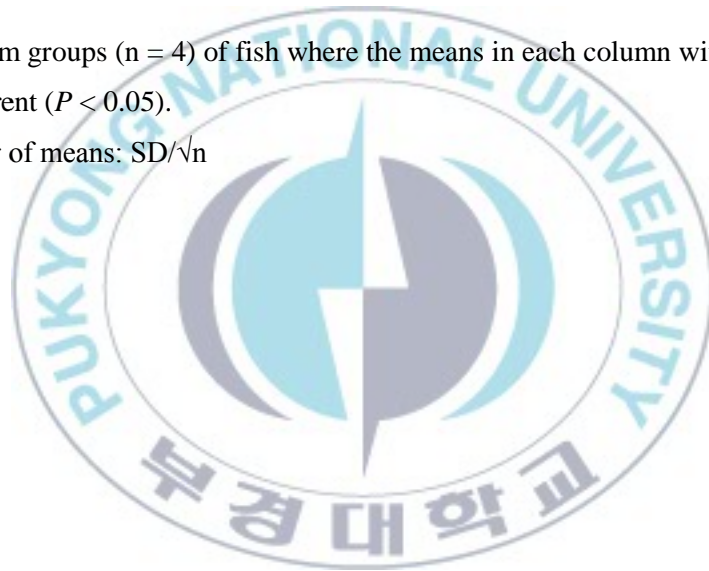 m groups (n = 4) of fish where the means in each column wi
rent (P < 0.05).
r of means: SD/√n
PUKYONG NATIONAL UNIVERSITY
부경대학교